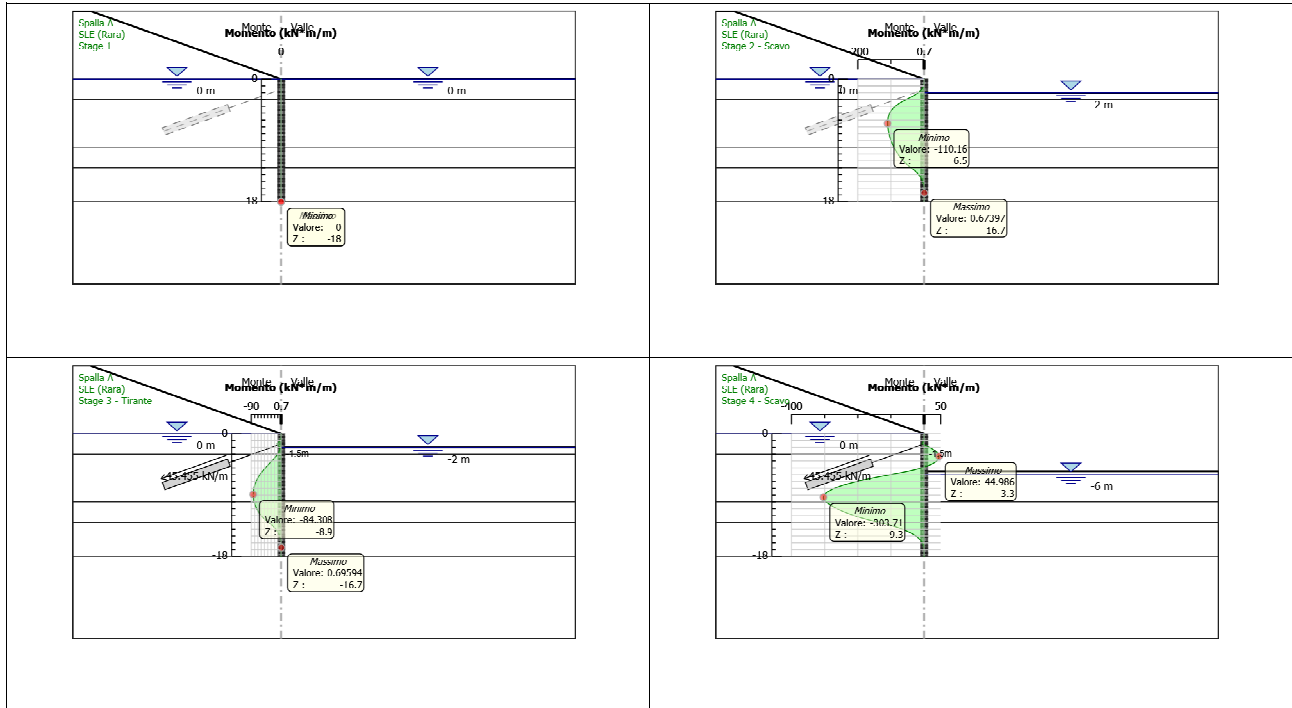 Spalla A
SLE (Rara)
Stage 1
Monte Valle
Momento (kN*m/m)
0
0 m
0 m
0
18
Minimo
Valore: 0
Z : -18
Spalla A
SLE (Rara)
Stage 2 - Scavo
Monte Valle
Momento (kN*m/m)
-200 0.7
0
0 m
2 m
Minimo
Valore: -110.16
Z : 6.5
18
Massimo
Valore: 0.67397
Z : 16.7
Spalla A
SLE (Rara)
Stage 3 - Tirante
Monte Valle
Momento (kN*m/m)
-90 0.7
0
0 m
-1.5m
-2 m
45.455 kN/m
Minimo
Valore: -84.308
Z : -8.9
-18
Massimo
Valore: 0.69594
Z : -16.7
Spalla A
SLE (Rara)
Stage 4 - Scavo
Monte Valle
Momento (kN*m/m)
-400 50
0
0 m
-1.5m
45.455 kN/m
Massimo
Valore: 44.986
Z : 3.3
-6 m
Minimo
Valore: -303.71
Z : 9.3
-18